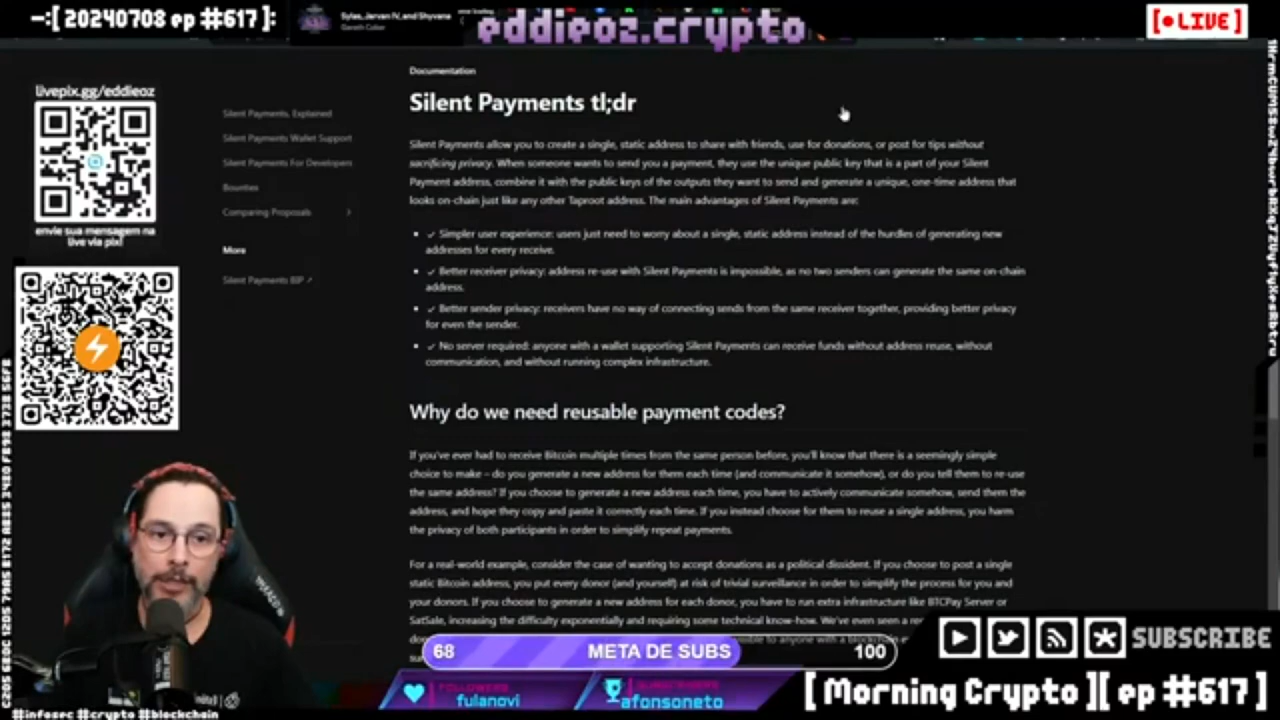 -:[ 20240708 ep #617 ]:
Sylas, Jarvan IV, and Shyvana
Gareth Coker
eddieoz.crypto
[•LIVE]
livepix.gg/eddieoz
envie sua mensagem na
live via pix!
Silent Payments, Explained
Silent Payments Wallet Support
Silent Payments For Developers
Bounties
Comparing Proposals
More
Silent Payments BIP ↗
Documentation
Silent Payments tl;dr
Silent Payments allow you to create a single, static address to share with friends, use for donations, or post for tips without
sacrificing privacy. When someone wants to send you a payment, they use the unique public key that is a part of your Silent
Payment address, combine it with the public keys of the outputs they want to send and generate a unique, one-time address that
looks on-chain just like any other Taproot address. The main advantages of Silent Payments are:
• ✓ Simpler user experience: users just need to worry about a single, static address instead of the hurdles of generating new
addresses for every receive.
• ✓ Better receiver privacy: address re-use with Silent Payments is impossible, as no two senders can generate the same on-chain
address.
• ✓ Better sender privacy: receivers have no way of connecting sends from the same receiver together, providing better privacy
for even the sender.
• ✓ No server required: anyone with a wallet supporting Silent Payments can receive funds without address reuse, without
communication, and without running complex infrastructure.
Why do we need reusable payment codes?
If you've ever had to receive Bitcoin multiple times from the same person before, you'll know that there is a seemingly simple
choice to make - do you generate a new address for them each time (and communicate it somehow), or do you tell them to re-use
the same address? If you choose to generate a new address each time, you have to actively communicate somehow, send them the
address, and hope they copy and paste it correctly each time. If you instead choose for them to reuse a single address, you harm
the privacy of both participants in order to simplify repeat payments.
For a real-world example, consider the case of wanting to accept donations as a political dissident. If you choose to post a single
static Bitcoin address, you put every donor (and yourself) at risk of trivial surveillance in order to simplify the process for you and
your donors. If you choose to generate a new address for each donor, you have to run extra infrastructure like BTCPay Server or
SatSale, increasing the difficulty exponentially and requiring some technical know-how. We've even seen a
68 META DE SUBS 100
FOLLOWERS
fulanovi
afonsoneto
SUBSCRIBE
[ Morning Crypto ][ ep #617 ]
#infosec #crypto #blockchain